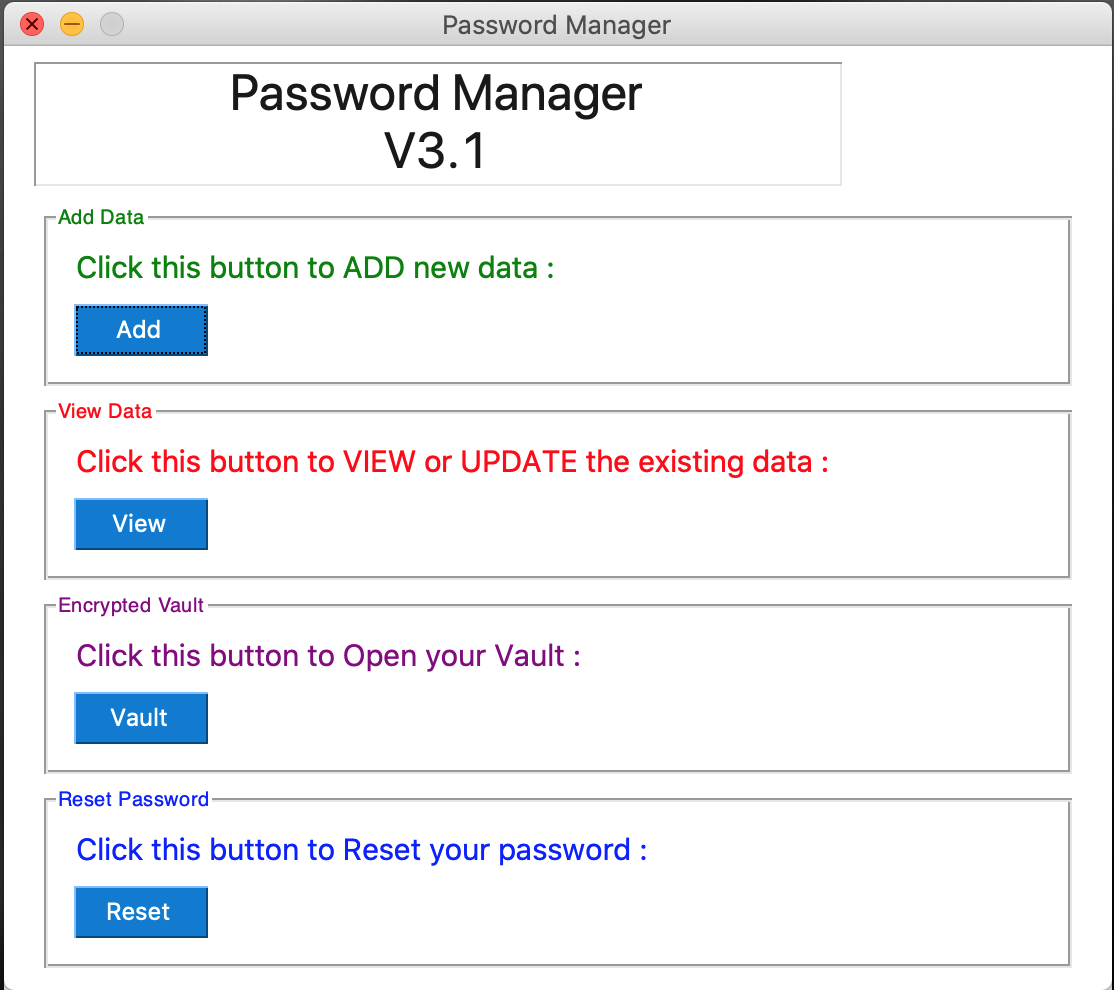 Password Manager
Password Manager
V3.1
Add Data
Click this button to ADD new data :
Add
View Data
Click this button to VIEW or UPDATE the existing data :
View
Encrypted Vault
Click this button to Open your Vault :
Vault
Reset Password
Click this button to Reset your password :
Reset